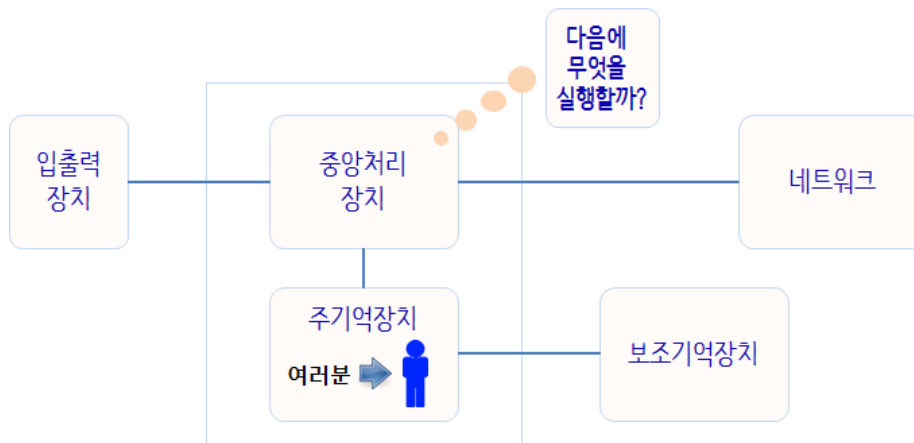 다음에
무엇을
실행할까?
입출력
장치
중앙처리
장치
네트워크
주기억장치
여러분
보조기억장치